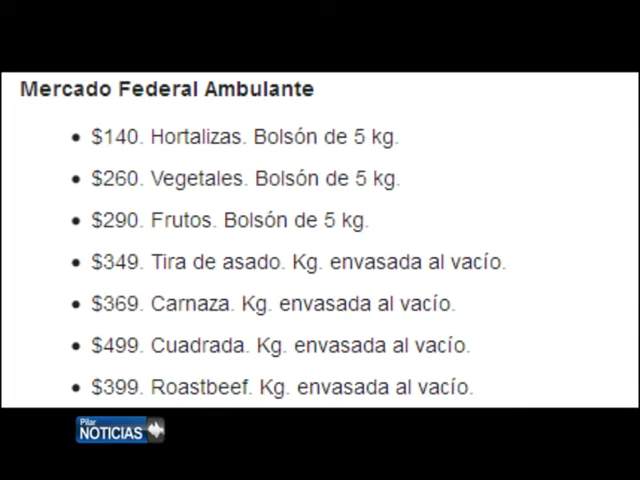 Mercado Federal Ambulante
• $140. Hortalizas. Bolsón de 5 kg.
• $260. Vegetales. Bolsón de 5 kg.
• $290. Frutos. Bolsón de 5 kg.
• $349. Tira de asado. Kg. envasada al vacío.
• $369. Carnaza. Kg. envasada al vacío.
• $499. Cuadrada. Kg. envasada al vacío.
• $399. Roastbeef. Kg. envasada al vacío.
Pilar
NOTICIAS